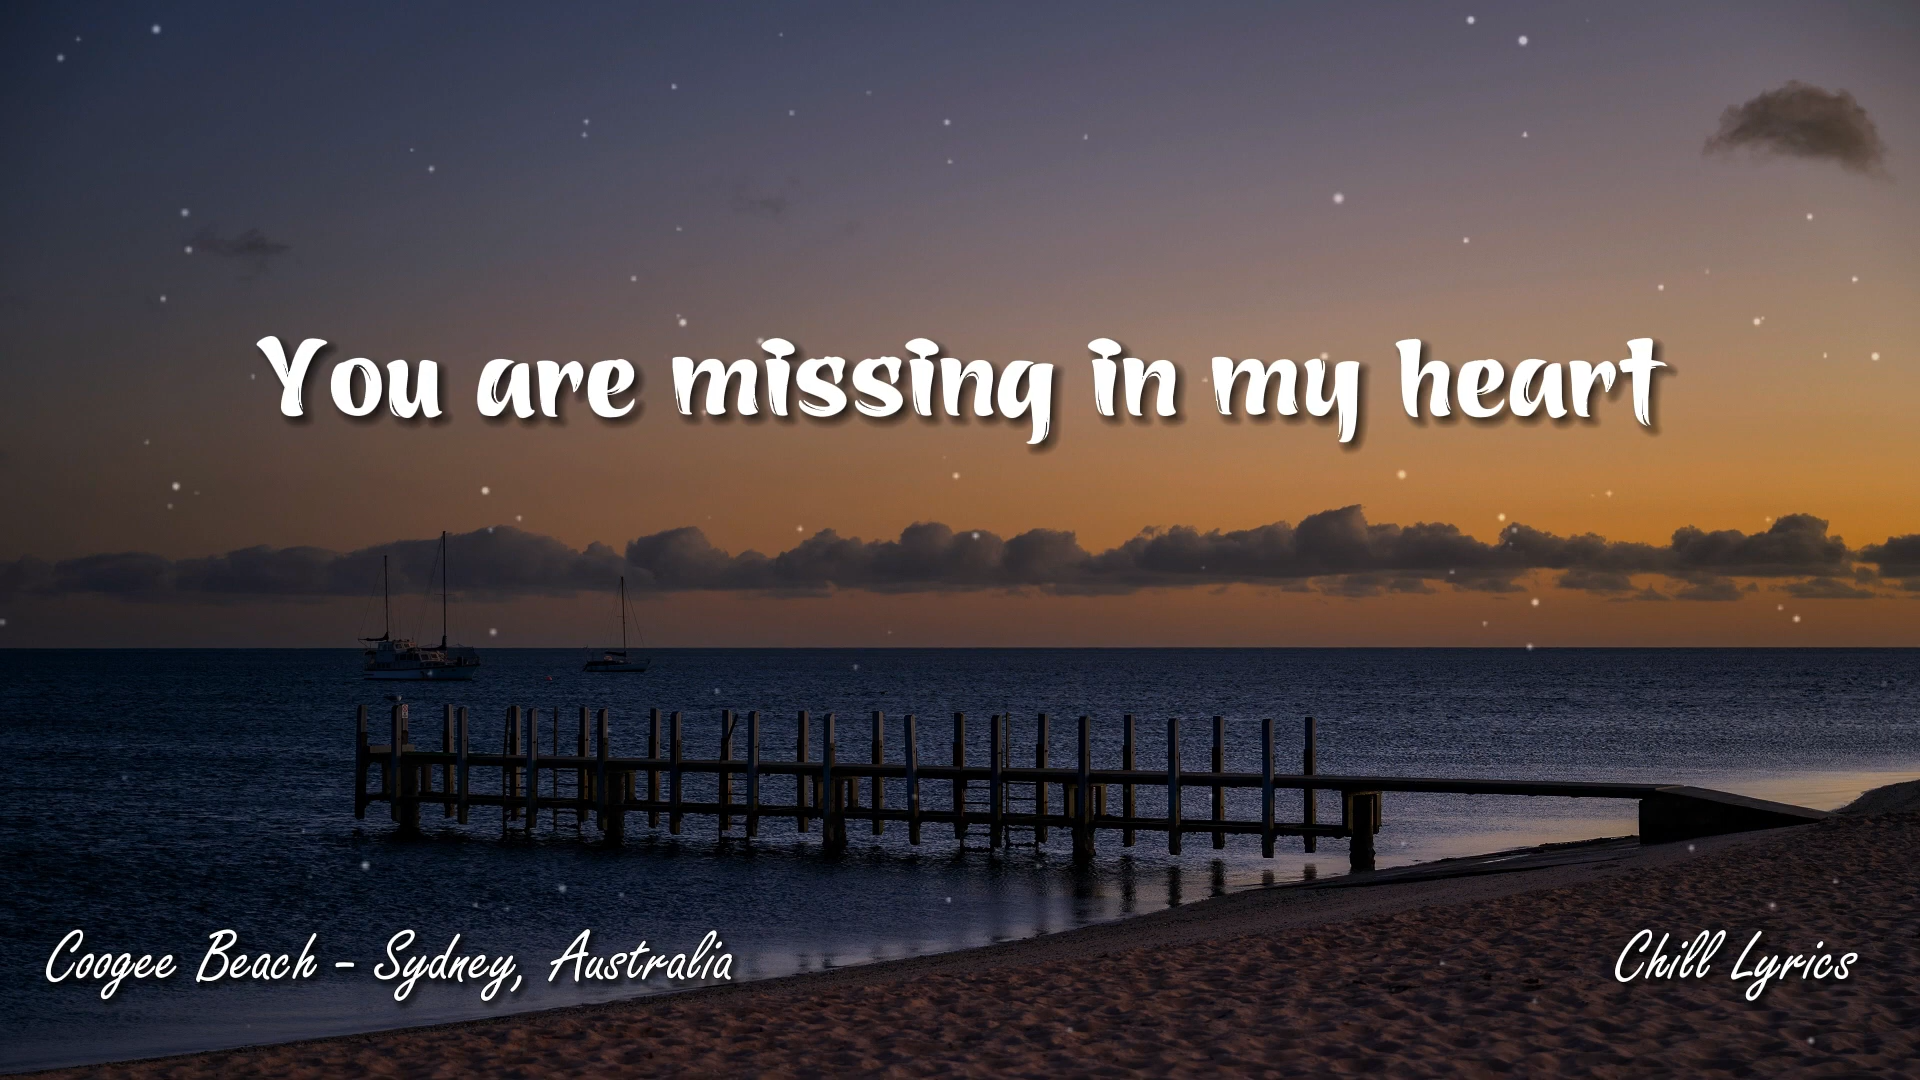 You are missing in my heart
Coogee Beach - Sydney, Australia
Chill Lyrics